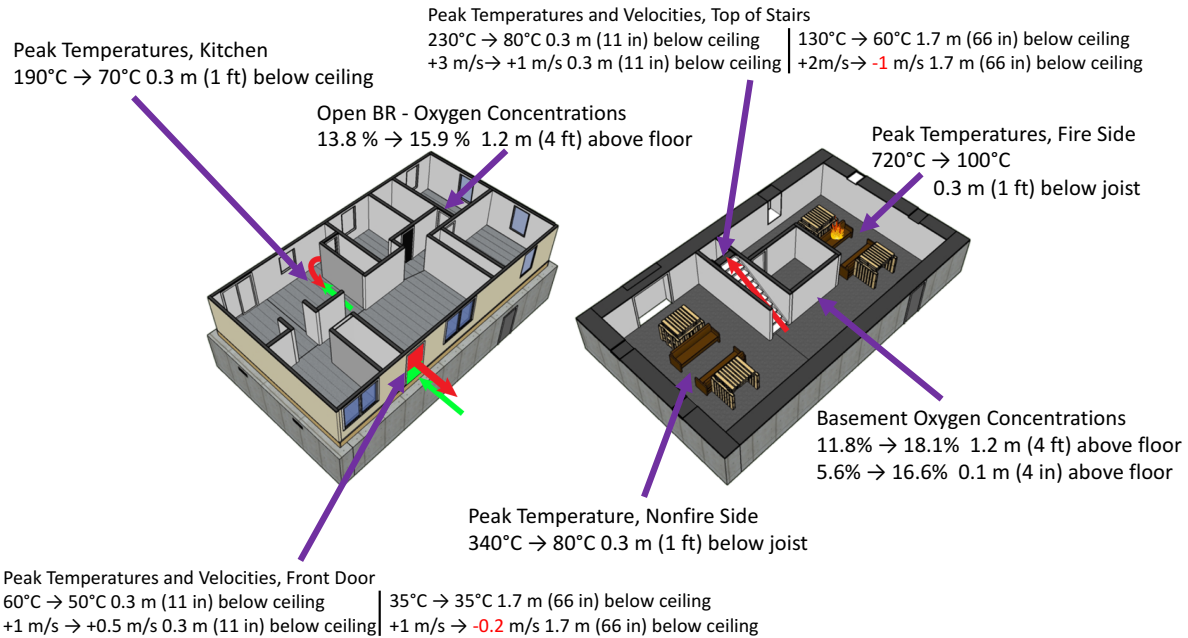 Peak Temperatures and Velocities, Top of Stairs
230°C → 80°C 0.3 m (11 in) below ceiling
+3 m/s→ +1 m/s 0.3 m (11 in) below ceiling
130°C → 60°C 1.7 m (66 in) below ceiling
+2m/s→ -1 m/s 1.7 m (66 in) below ceiling
Peak Temperatures, Kitchen
190°C → 70°C 0.3 m (1 ft) below ceiling
Open BR - Oxygen Concentrations
13.8 % → 15.9 % 1.2 m (4 ft) above floor
Peak Temperatures, Fire Side
720°C → 100°C
0.3 m (1 ft) below joist
Basement Oxygen Concentrations
11.8% → 18.1% 1.2 m (4 ft) above floor
5.6% → 16.6% 0.1 m (4 in) above floor
Peak Temperature, Nonfire Side
340°C → 80°C 0.3 m (1 ft) below joist
Peak Temperatures and Velocities, Front Door
60°C → 50°C 0.3 m (11 in) below ceiling
+1 m/s → +0.5 m/s 0.3 m (11 in) below ceiling
35°C → 35°C 1.7 m (66 in) below ceiling
+1 m/s → -0.2 m/s 1.7 m (66 in) below ceiling